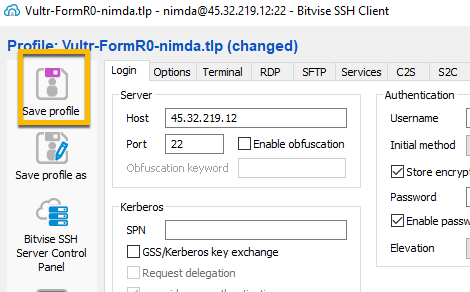 Vultr-FormR0-nimda.tlp - nimda@45.32.219.12:22 - Bitvise SSH Client
Profile: Vultr-FormR0-nimda.tlp (changed)
Save profile
Save profile as
Bitvise SSH
Server Control
Panel
Login Options Terminal RDP SFTP Services C2S S2C
Server
Host 45.32.219.12
Port 22 Enable obfuscation
Obfuscation keyword
Kerberos
SPN
GSS/Kerberos key exchange
Request delegation
Authentication
Username
Initial method
Store encryp
Password
Enable passw
Elevation